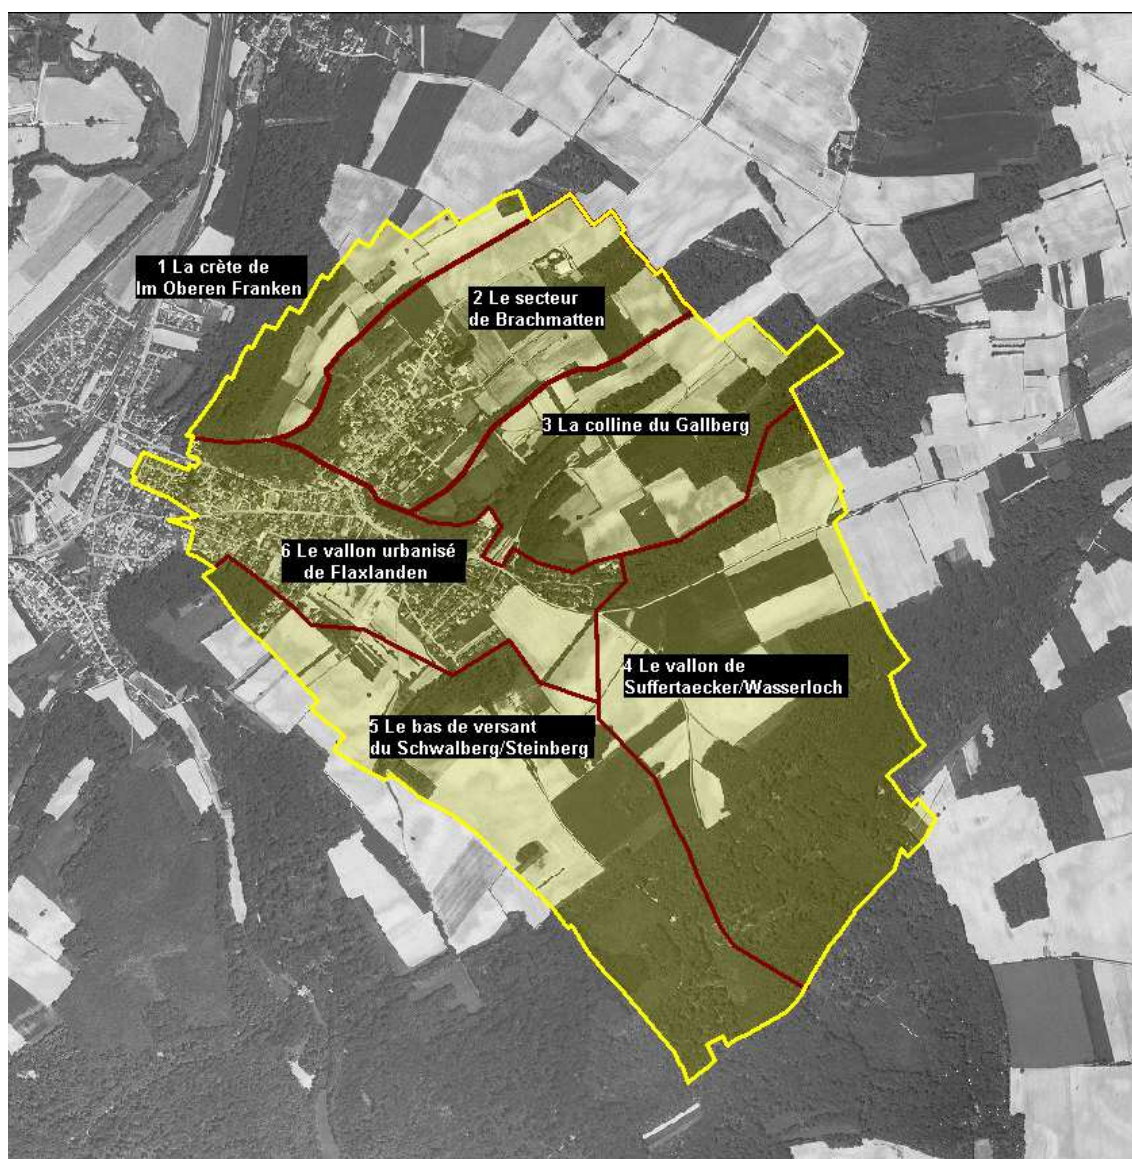 1 La crète de
Im Oberen Franken
2 Le secteur
de Brachmatten
3 La colline du Gallberg
6 Le vallon urbanisé
de Flaxlanden
4 Le vallon de
Suffertaecker/Wasserloch
5 Le bas de versant
du Schwalberg/Steinberg